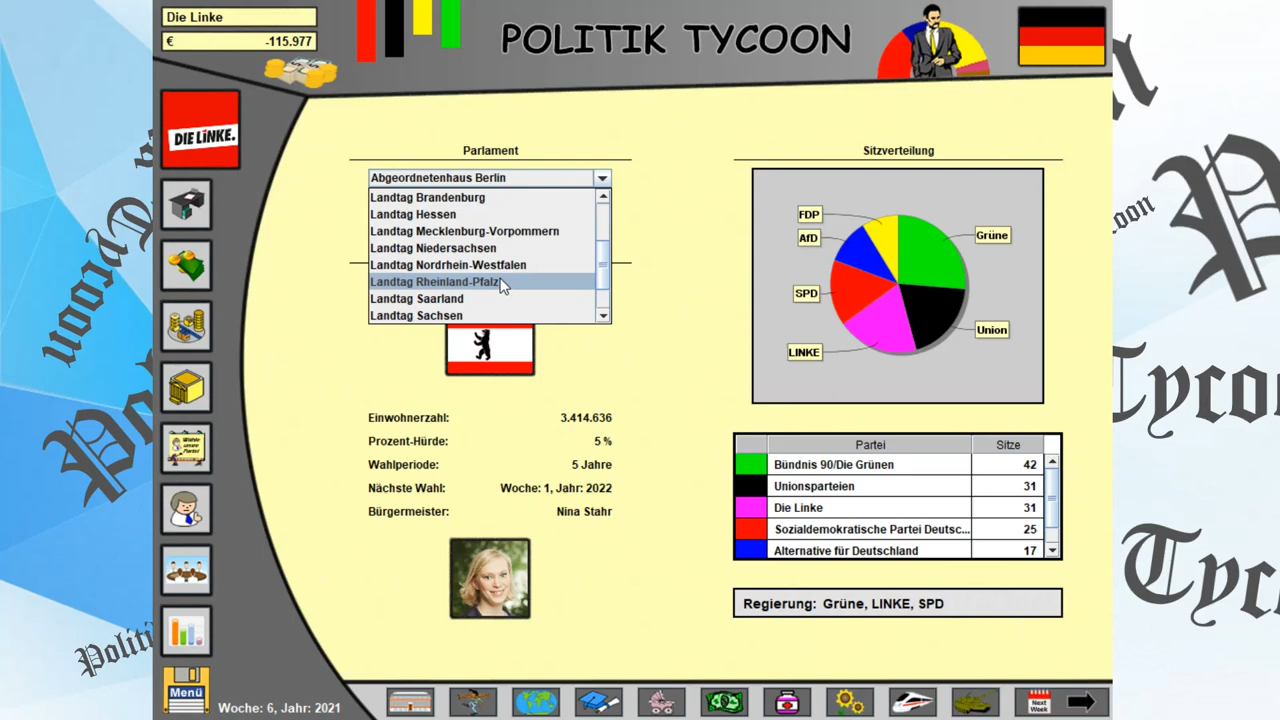 Die Linke
€ -115.977
POLITIK TYCOON
DIE LINKE.
Parlament
Abgeordnetenhaus Berlin
Landtag Brandenburg
Landtag Hessen
Landtag Mecklenburg-Vorpommern
Landtag Niedersachsen
Landtag Nordrhein-Westfalen
Landtag Rheinland-Pfalz
Landtag Saarland
Landtag Sachsen
Einwohnerzahl: 3.414.636
Prozent-Hürde: 5 %
Wahlperiode: 5 Jahre
Nächste Wahl: Woche: 1, Jahr: 2022
Bürgermeister: Nina Stahr
Sitzverteilung
FDP
AfD
Grüne
SPD
Union
LINKE
Partei Sitze
Bündnis 90/Die Grünen 42
Unionsparteien 31
Die Linke 31
Sozialdemokratische Partei Deutsc... 25
Alternative für Deutschland 17
Regierung: Grüne, LINKE, SPD
Wähle unsere Partei!
Menü
Woche: 6, Jahr: 2021
Next
Week
Tycoon